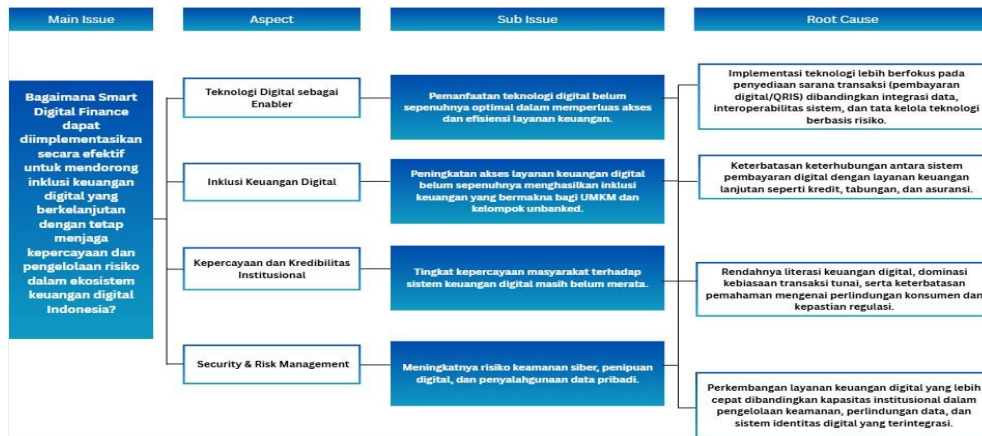 Main Issue
Aspect
Sub Issue
Root Cause
Bagaimana Smart
Digital Finance
dapat
diimplementasikan
secara efektif
untuk mendorong
inklusi keuangan
digital yang
berkelanjutan
dengan tetap
menjaga
kepercayaan dan
pengelolaan risiko
dalam ekosistem
keuangan digital
Indonesia?
Teknologi Digital sebagai
Enabler
Pemanfaatan teknologi digital belum
sepenuhnya optimal dalam memperluas akses
dan efisiensi layanan keuangan.
Implementasi teknologi lebih berfokus pada
penyediaan sarana transaksi (pembayaran
digital/QRIS) dibandingkan integrasi data,
interoperabilitas sistem, dan tata kelola teknologi
berbasis risiko.
Inklusi Keuangan Digital
Peningkatan akses layanan keuangan digital
belum sepenuhnya menghasilkan inklusi
keuangan yang bermakna bagi UMKM dan
kelompok unbanked.
Keterbatasan keterhubungan antara sistem
pembayaran digital dengan layanan keuangan
lanjutan seperti kredit, tabungan, dan asuransi.
Kepercayaan dan Kredibilitas
Institusional
Tingkat kepercayaan masyarakat terhadap
sistem keuangan digital masih belum merata.
Rendahnya literasi keuangan digital, dominasi
kebiasaan transaksi tunai, serta keterbatasan
pemahaman mengenai perlindungan konsumen dan
kepastian regulasi.
Security & Risk Management
Meningkatnya risiko keamanan siber, penipuan
digital, dan penyalahgunaan data pribadi.
Perkembangan layanan keuangan digital yang lebih
cepat dibandingkan kapasitas institusional dalam
pengelolaan keamanan, perlindungan data, dan
sistem identitas digital yang terintegrasi.